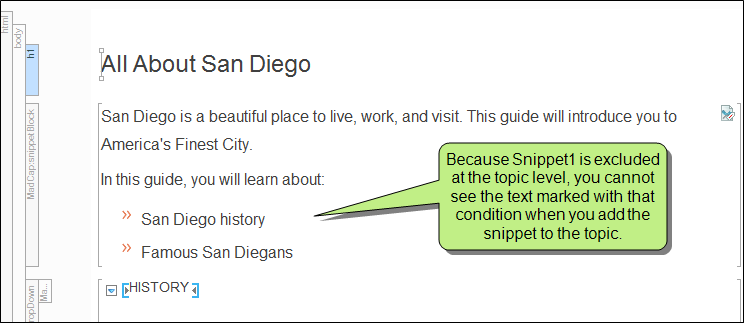 html
body
h1
All About San Diego
MadCap:snippetBlock
San Diego is a beautiful place to live, work, and visit. This guide will introduce you to
America's Finest City.
In this guide, you will learn about:
» San Diego history
» Famous San Diegans
Because Snippet1 is excluded
at the topic level, you cannot
see the text marked with that
condition when you add the
snippet to the topic.
ropDown
Ma...
HISTORY